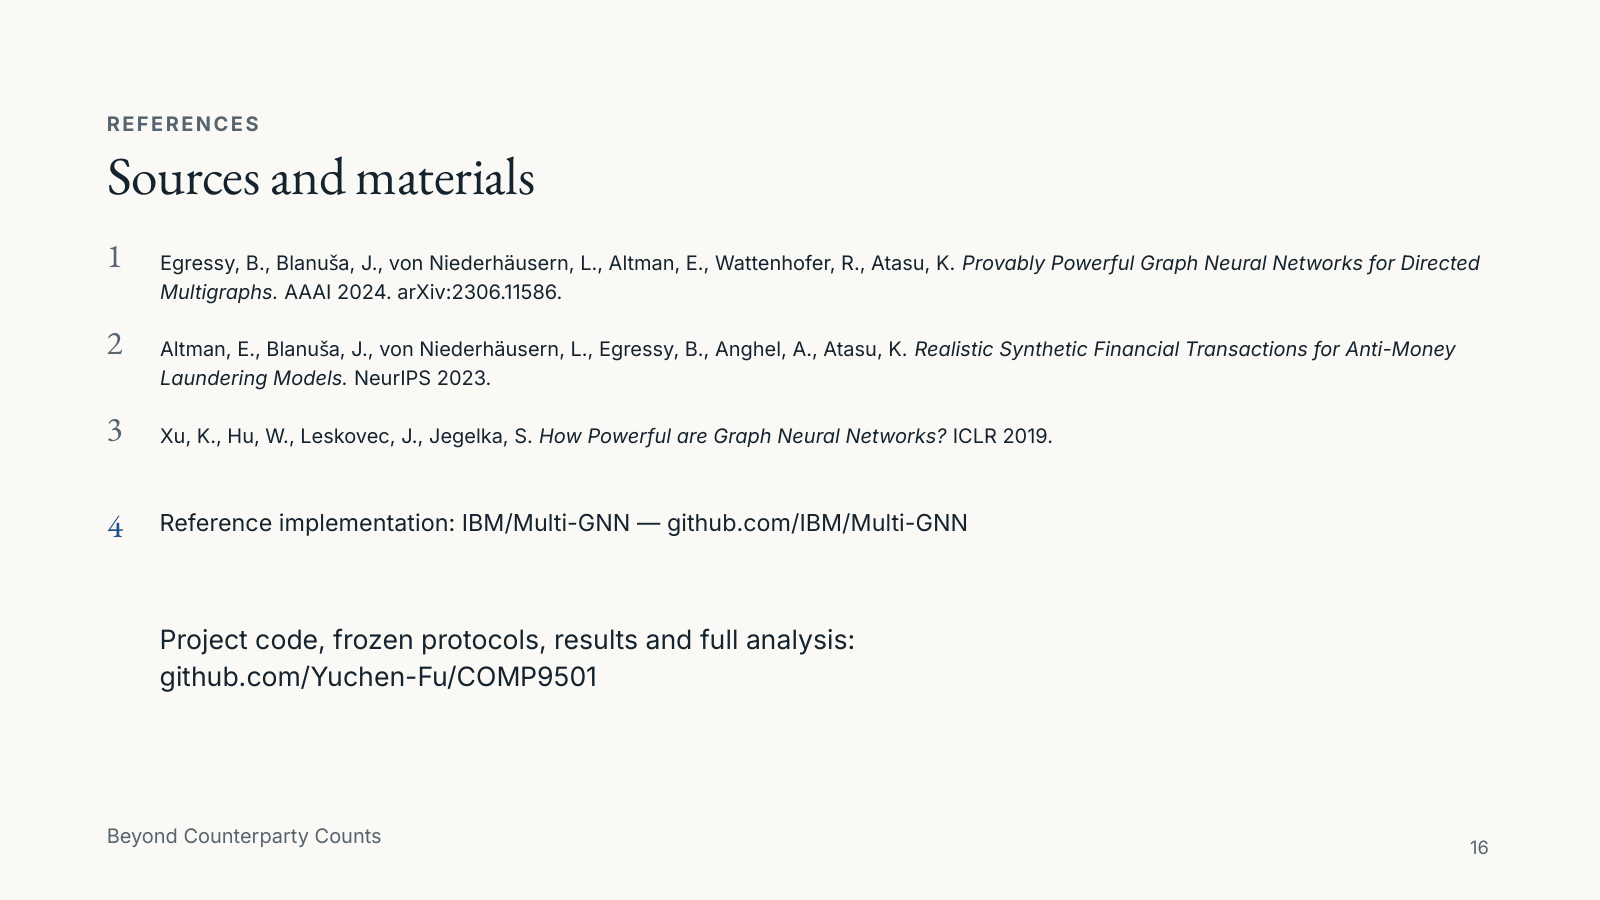 REFERENCES
Sources and materials
1 Egressy, B., Blanuša, J., von Niederhäusern, L., Altman, E., Wattenhofer, R., Atasu, K. Provably Powerful Graph Neural Networks for Directed
Multigraphs. AAAI 2024. arXiv:2306.11586.
2 Altman, E., Blanuša, J., von Niederhäusern, L., Egressy, B., Anghel, A., Atasu, K. Realistic Synthetic Financial Transactions for Anti-Money
Laundering Models. NeurIPS 2023.
3 Xu, K., Hu, W., Leskovec, J., Jegelka, S. How Powerful are Graph Neural Networks? ICLR 2019.
4 Reference implementation: IBM/Multi-GNN — github.com/IBM/Multi-GNN
Project code, frozen protocols, results and full analysis:
github.com/Yuchen-Fu/COMP9501
Beyond Counterparty Counts
16